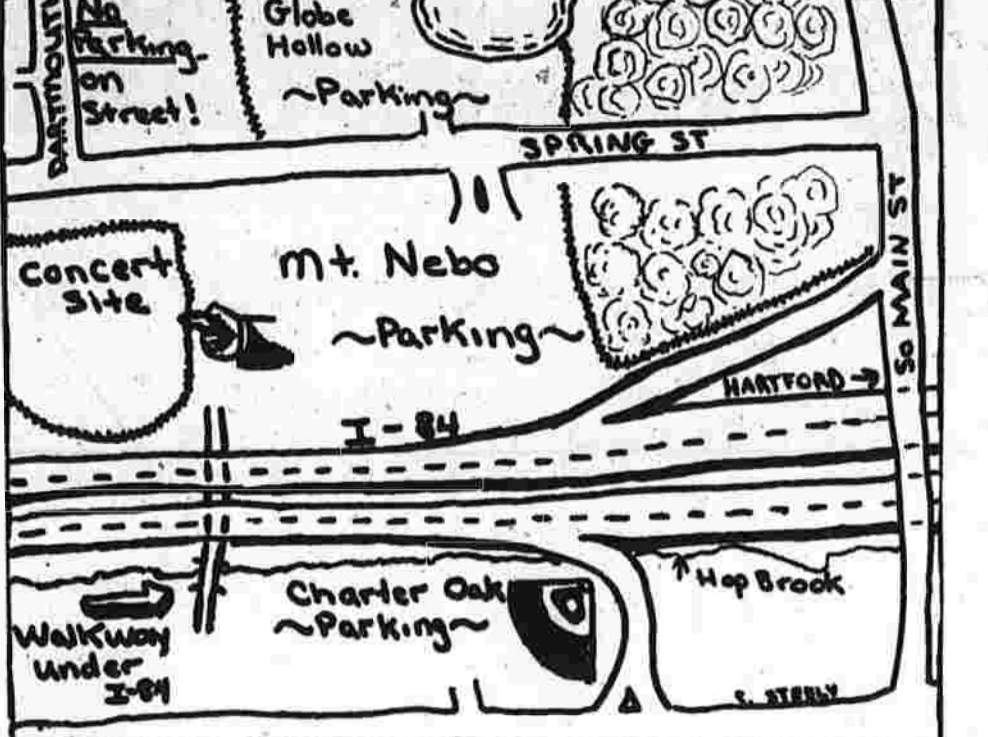 DARTMOUTH
No
Parking
on
Street!
Globe
Hollow
~Parking~
SPRING ST
Concert
Site
Mt. Nebo
~Parking~
So MAIN ST
HARTFORD →
I-84
↑ Hop Brook
Charter Oak
~Parking~
Walkway
under
I-84